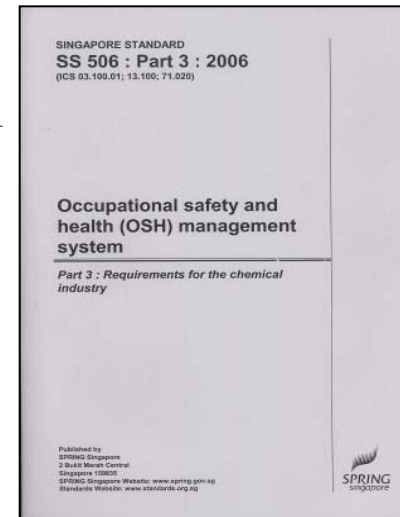 SINGAPORE STANDARD
SS 506 : Part 3 : 2006
(ICS 03.100.01; 13.100; 71.020)
Occupational safety and
health (OSH) management
system
Part 3 : Requirements for the chemical
industry
Published by
SPRING Singapore
2 Bukit Merah Central
Singapore 159835
SPRING Singapore Website: www.spring.gov.sg
Standards Website: www.standards.org.sg
SPRING
singapore